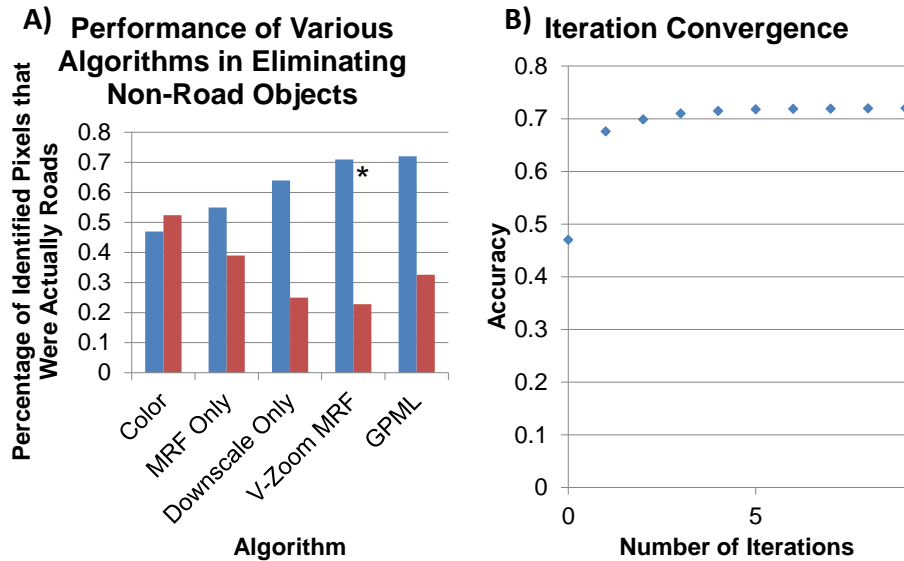 A)
Performance of Various
Algorithms in Eliminating
Non-Road Objects
Percentage of Identified Pixels that
Were Actually Roads
0.8
0.7
0.6
0.5
0.4
0.3
0.2
0.1
0
*
Color
MRF Only
Downscale Only
V-Zoom MRF
GPML
Algorithm
B)
Iteration Convergence
Accuracy
0.8
0.7
0.6
0.5
0.4
0.3
0.2
0.1
0
0
5
Number of Iterations